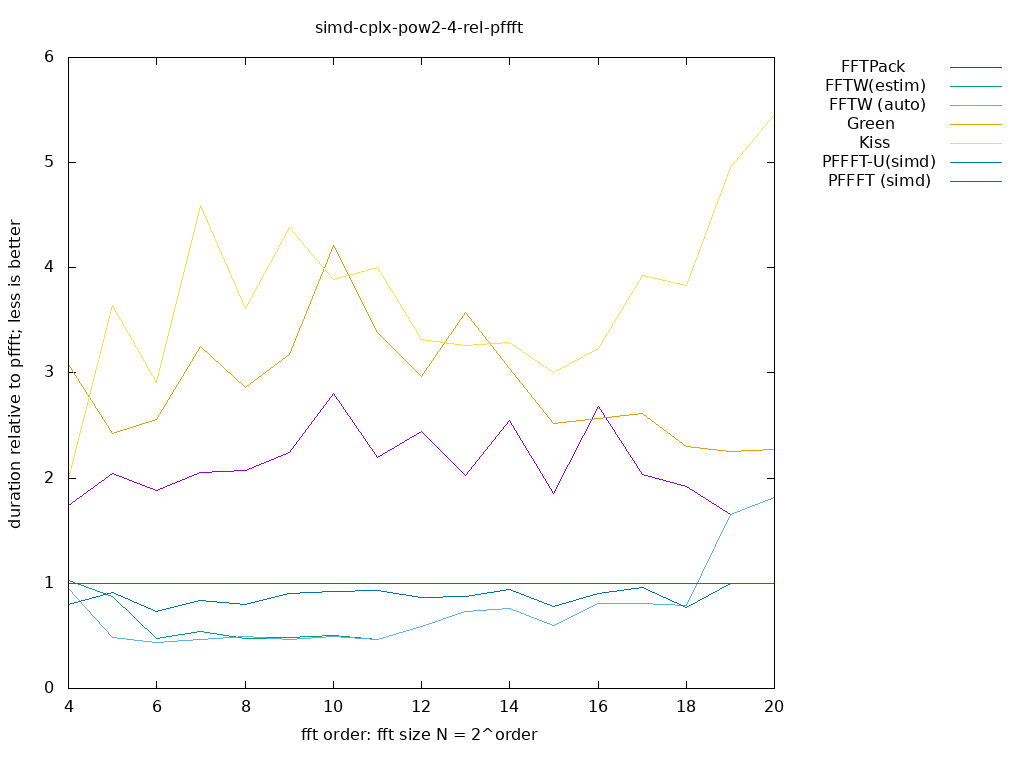 simd-cplx-pow2-4-rel-pffft
6
5
4
3
2
1
0
duration relative to pffft; less is better
4 6 8 10 12 14 16 18 20
fft order: fft size N = 2^order
FFTPack
FFTW(estim)
FFTW (auto)
Green
Kiss
PFFFT-U(simd)
PFFFT (simd)